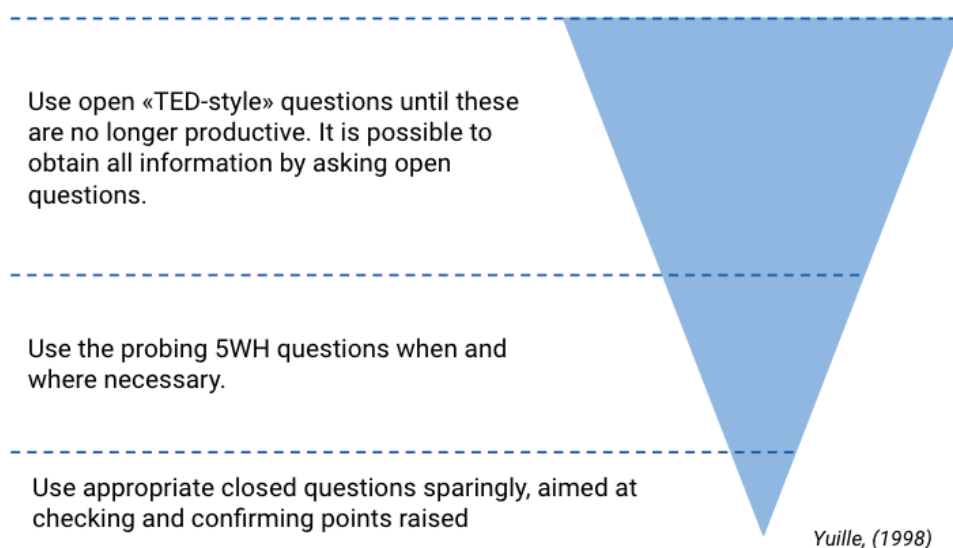 Use open «TED-style» questions until these
are no longer productive. It is possible to
obtain all information by asking open
questions.
Use the probing 5WH questions when and
where necessary.
Use appropriate closed questions sparingly, aimed at
checking and confirming points raised
Yuille, (1998)